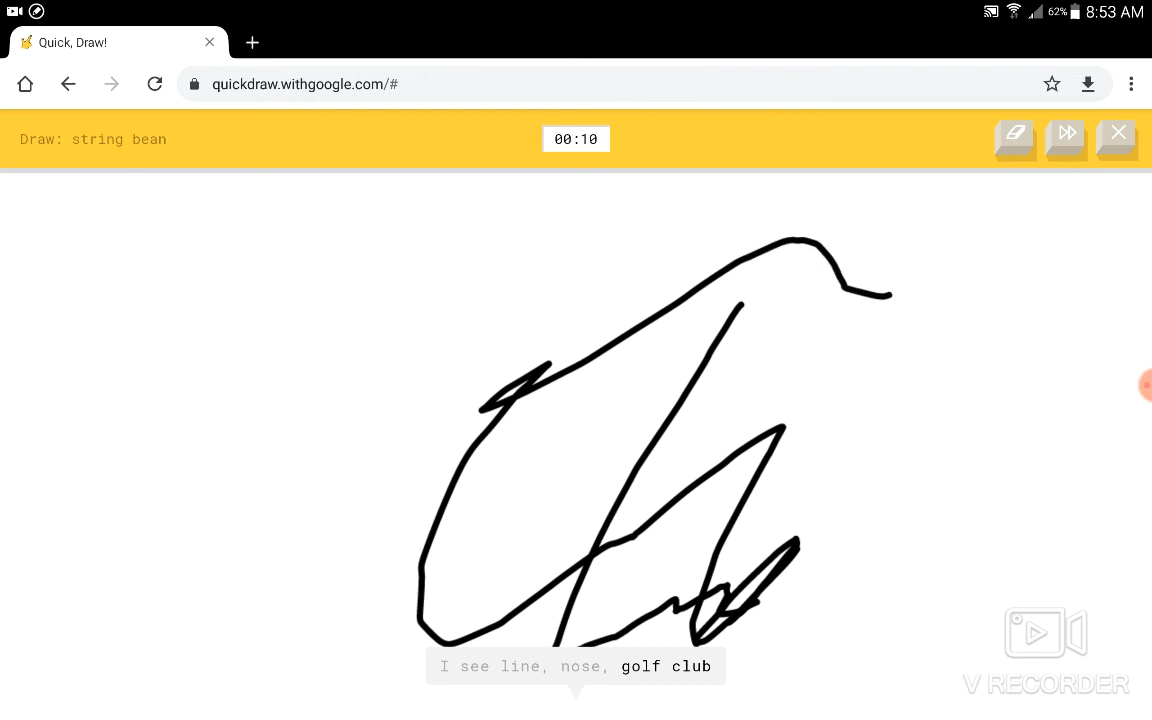 62% 8:53 AM
Quick, Draw!
quickdraw.withgoogle.com/#
Draw: string bean
00:10
I see line, nose, golf club
V RECORDER